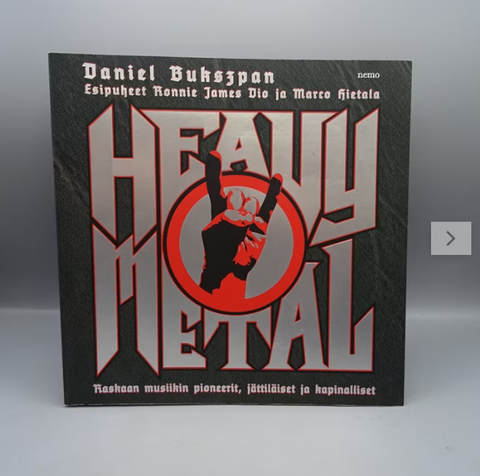 Daniel Bukszpan
nemo
Esipuheet Ronnie James Dio ja Marco Hietala
HEAVY
METAL
Raskaan musiikin pioneerit, jättiläiset ja kapinalliset